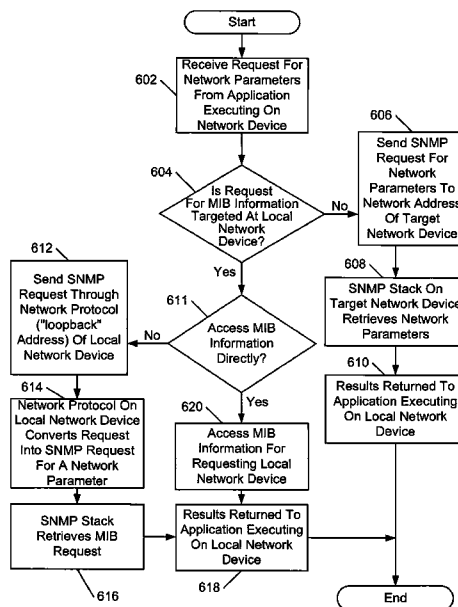 Start
602
Receive Request For
Network Parameters
From Application
Executing On
Network Device
604
Is Request
For MIB Information
Targeted At Local
Network
Device?
No
606
Send SNMP
Request For
Network
Parameters To
Network Address
Of Target
Network Device
608
SNMP Stack On
Target Network Device
Retrieves Network
Parameters
610
Results Returned To
Application Executing
On Local Network
Device
Yes
611
Access MIB
Information
Directly?
No
612
Send SNMP
Request Through
Network Protocol
("loopback"
Address) Of Local
Network Device
614
Network Protocol On
Local Network Device
Converts Request
Into SNMP Request
For A Network
Parameter
SNMP Stack
Retrieves MIB
Request
616
Yes
620
Access MIB
Information For
Requesting Local
Network Device
Results Returned To
Application Executing
On Local Network
Device
618
End